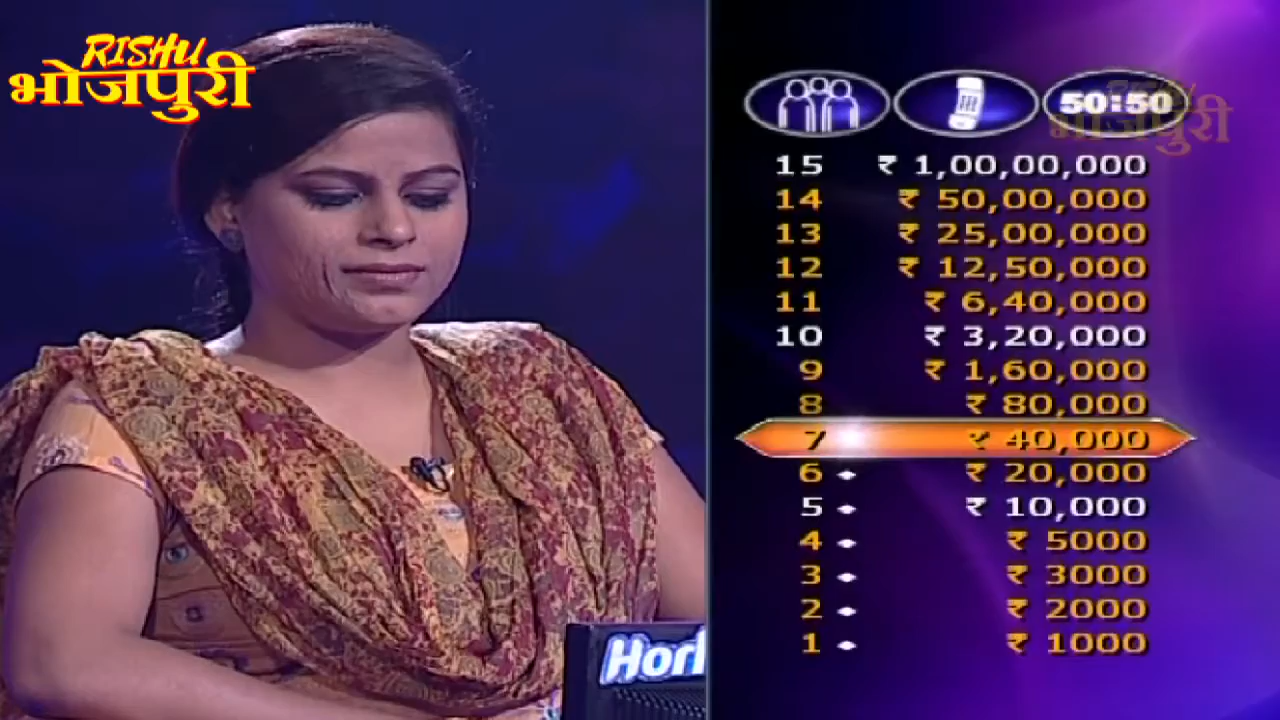 RISHU
भोजपुरी
50:50
RISHU
भोजपुरी
15 ₹ 1,00,00,000
14 ₹ 50,00,000
13 ₹ 25,00,000
12 ₹ 12,50,000
11 ₹ 6,40,000
10 ₹ 3,20,000
9 ₹ 1,60,000
8 ₹ 80,000
7 ₹ 40,000
6 ₹ 20,000
5 ₹ 10,000
4 ₹ 5000
3 ₹ 3000
2 ₹ 2000
1 ₹ 1000
Horl